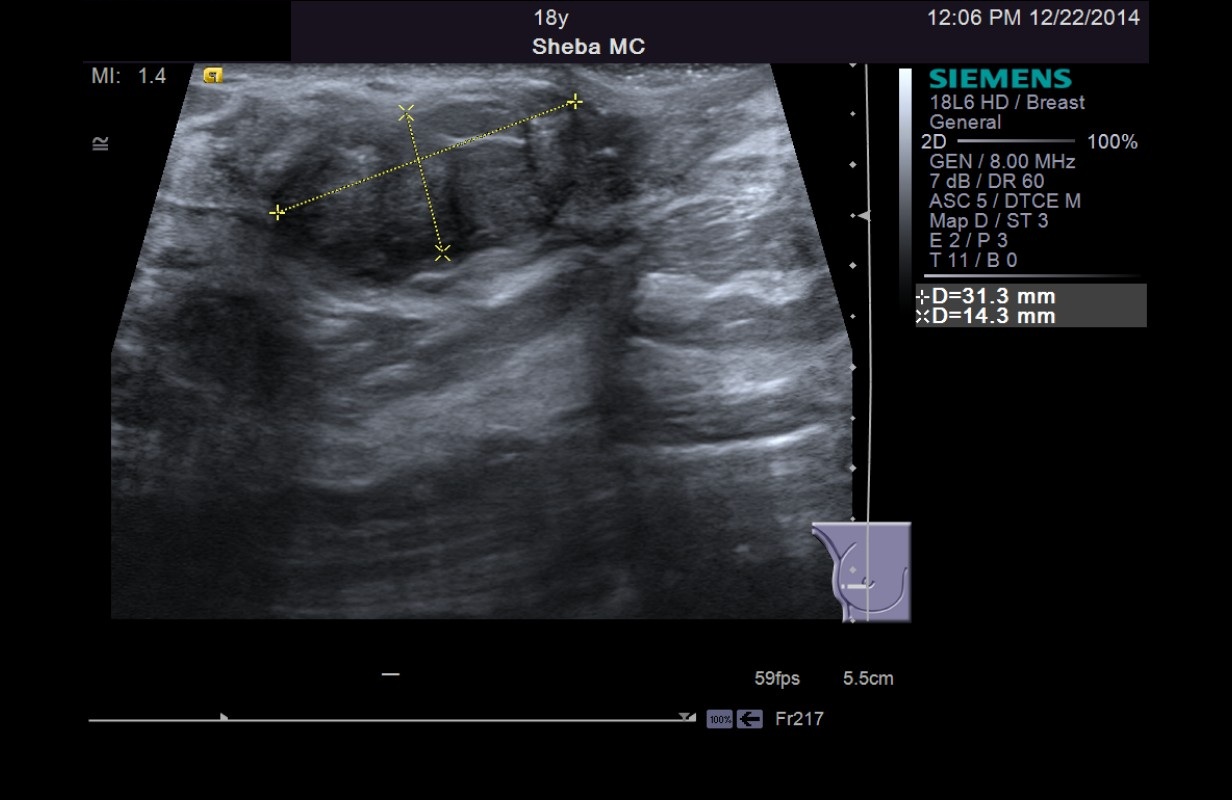 18y
12:06 PM 12/22/2014
Sheba MC
MI: 1.4
SIEMENS
18L6 HD / Breast
General
2D 100%
GEN / 8.00 MHz
7 dB / DR 60
ASC 5 / DTCE M
Map D / ST 3
E 2 / P 3
T 11 / B 0
D=31.3 mm
D=14.3 mm
59fps 5.5cm
100% Fr217